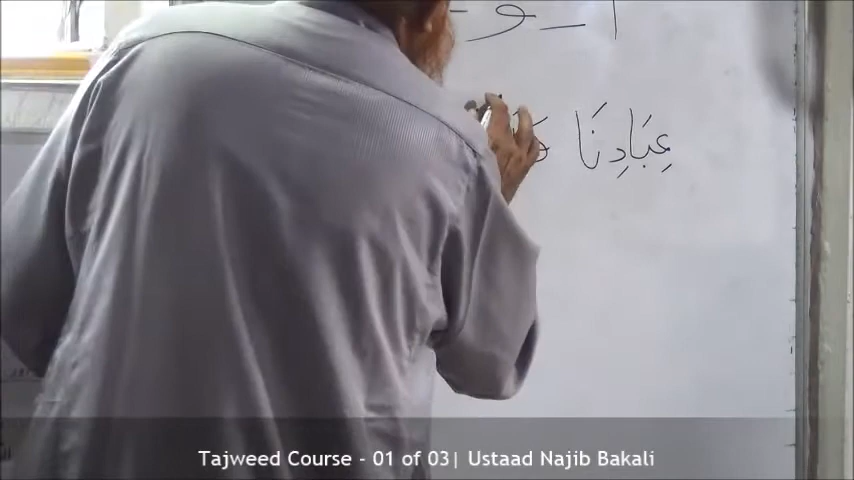 ا - و -
عِبَادِنَا
Tajweed Course - 01 of 03| Ustaad Najib Bakali